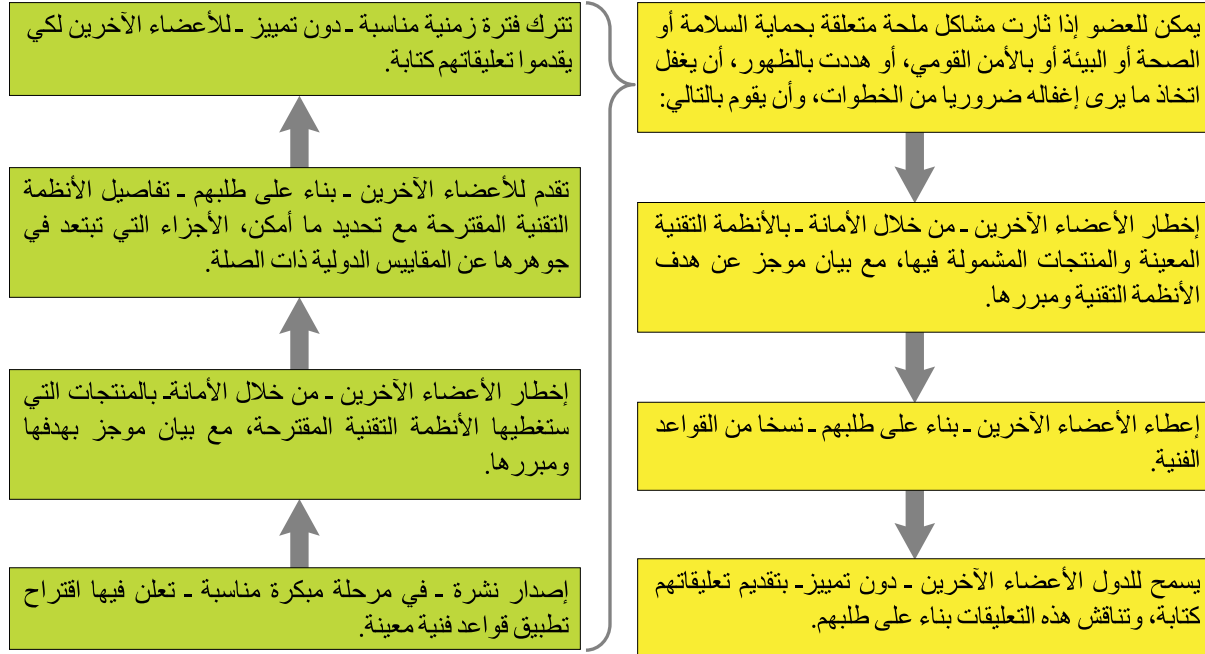 يمكن للعضو إذا ثارت مشاكل ملحة متعلقة بحماية السلامة أو
الصحة أو البيئة أو بالأمن القومي، أو هددت بالظهور، أن يغفل
اتخاذ ما يرى إغفاله ضروريا من الخطوات، وأن يقوم بالتالي:
إخطار الأعضاء الآخرين ـ من خلال الأمانة ـ بالأنظمة التقنية
المعينة والمنتجات المشمولة فيها، مع بيان موجز عن هدف
الأنظمة التقنية ومبررها.
إعطاء الأعضاء الآخرين ـ بناء على طلبهم ـ نسخا من القواعد
الفنية.
يسمح للدول الأعضاء الآخرين ـ دون تمييزـ بتقديم تعليقاتهم
كتابة، وتناقش هذه التعليقات بناء على طلبهم.
تترك فترة زمنية مناسبة ـ دون تمييز ـ للأعضاء الآخرين لكي
يقدموا تعليقاتهم كتابة.
تقدم للأعضاء الآخرين ـ بناء على طلبهم ـ تفاصيل الأنظمة
التقنية المقترحة مع تحديد ما أمكن، الأجزاء التي تبتعد في
جوهرها عن المقاييس الدولية ذات الصلة.
إخطار الأعضاء الآخرين ـ من خلال الأمانةـ بالمنتجات التي
ستغطيها الأنظمة التقنية المقترحة، مع بيان موجز بهدفها
ومبررها.
إصدار نشرة ـ في مرحلة مبكرة مناسبة ـ تعلن فيها اقتراح
تطبيق قواعد فنية معينة.